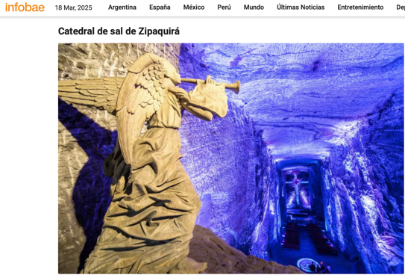 infobae 18 Mar, 2025 Argentina España México Perú Mundo Últimas Noticias Entretenimiento
Catedral de sal de Zipaquirá